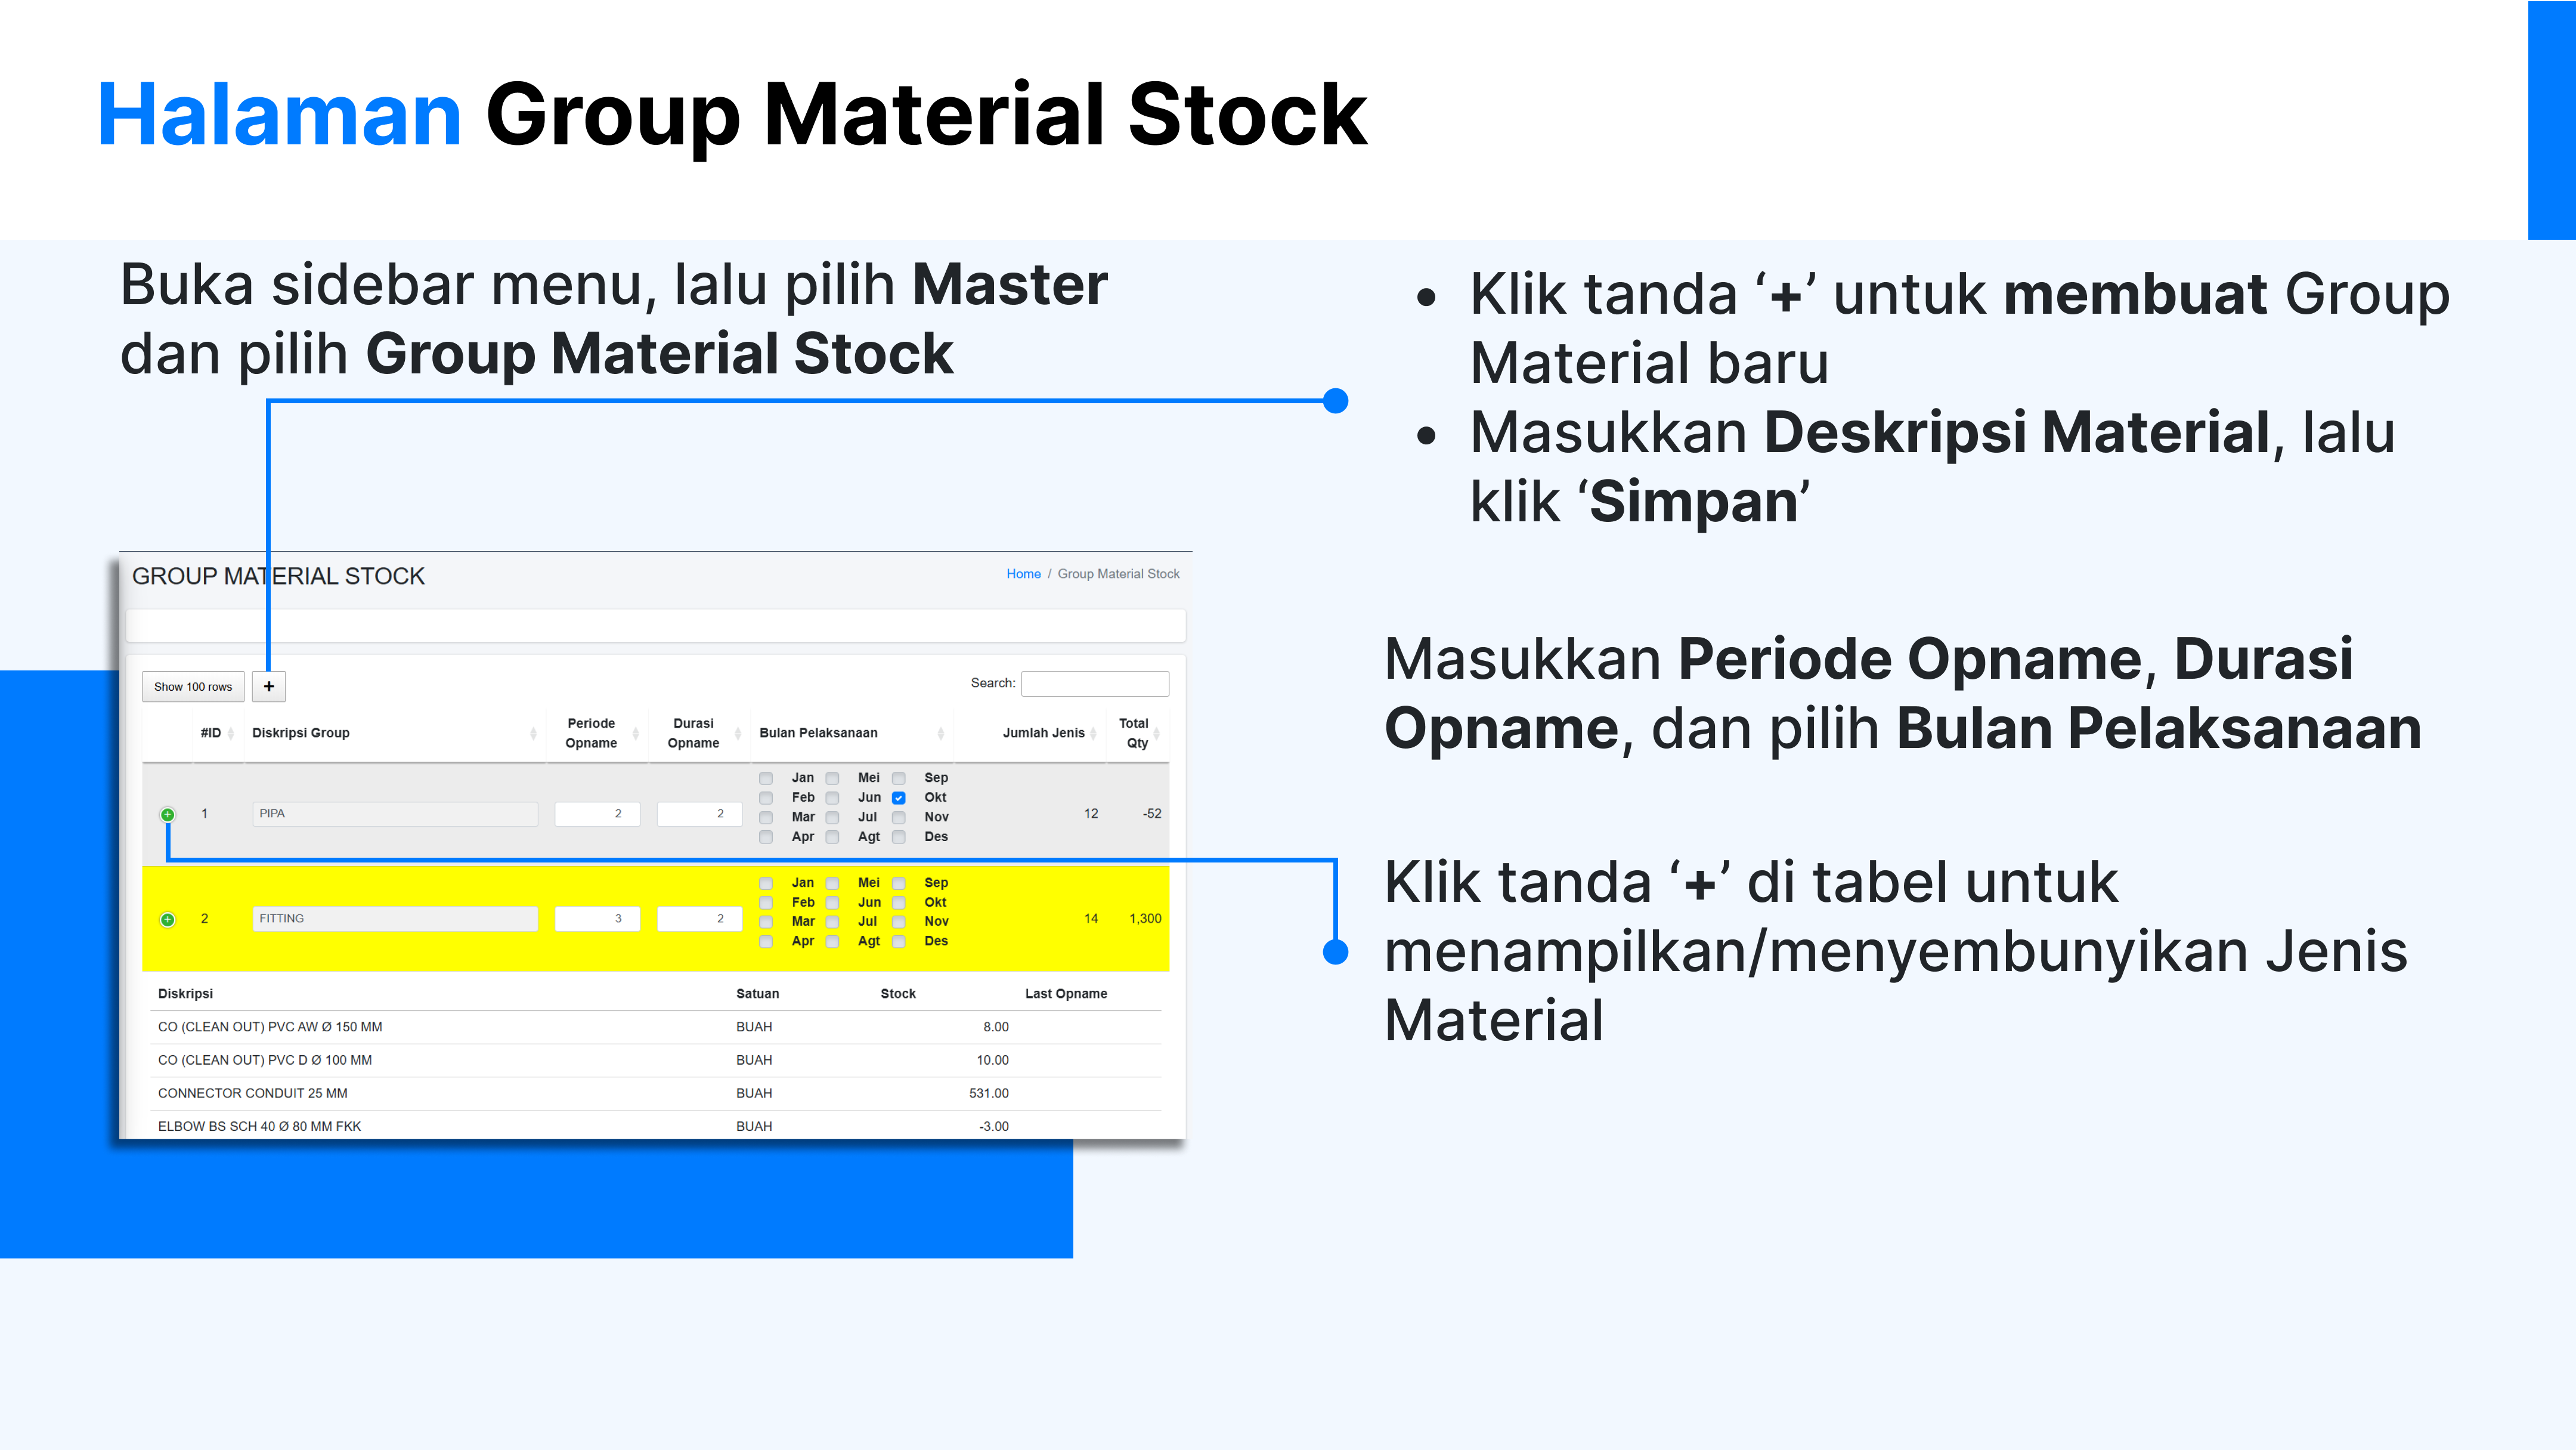 Halaman Group Material Stock
Buka sidebar menu, lalu pilih Master
dan pilih Group Material Stock
• Klik tanda ‘+’ untuk membuat Group
Material baru
• Masukkan Deskripsi Material, lalu
klik ‘Simpan’
Masukkan Periode Opname, Durasi
Opname, dan pilih Bulan Pelaksanaan
Klik tanda ‘+’ di tabel untuk
menampilkan/menyembunyikan Jenis
Material
GROUP MATERIAL STOCK
Home / Group Material Stock
Show 100 rows + Search:
#ID Diskripsi Group Periode Opname Durasi Opname Bulan Pelaksanaan Jumlah Jenis Total Qty
1 PIPA 2 2 12 -52
Jan Mei Sep
Feb Jun Okt
Mar Jul Nov
Apr Agt Des
2 FITTING 3 2 14 1,300
Jan Mei Sep
Feb Jun Okt
Mar Jul Nov
Apr Agt Des
Diskripsi Satuan Stock Last Opname
CO (CLEAN OUT) PVC AW Ø 150 MM BUAH 8.00
CO (CLEAN OUT) PVC D Ø 100 MM BUAH 10.00
CONNECTOR CONDUIT 25 MM BUAH 531.00
ELBOW BS SCH 40 Ø 80 MM FKK BUAH -3.00